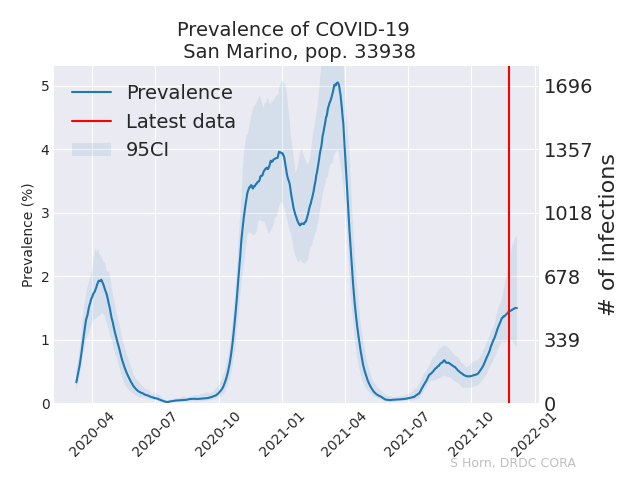 Prevalence of COVID-19
San Marino, pop. 33938
Prevalence
Latest data
95CI
Prevalence (%)
5
4
3
2
1
0
1696
1357
1018
678
339
0
# of infections
2020-04
2020-07
2020-10
2021-01
2021-04
2021-07
2021-10
2022-01
S Horn, DRDC CORA